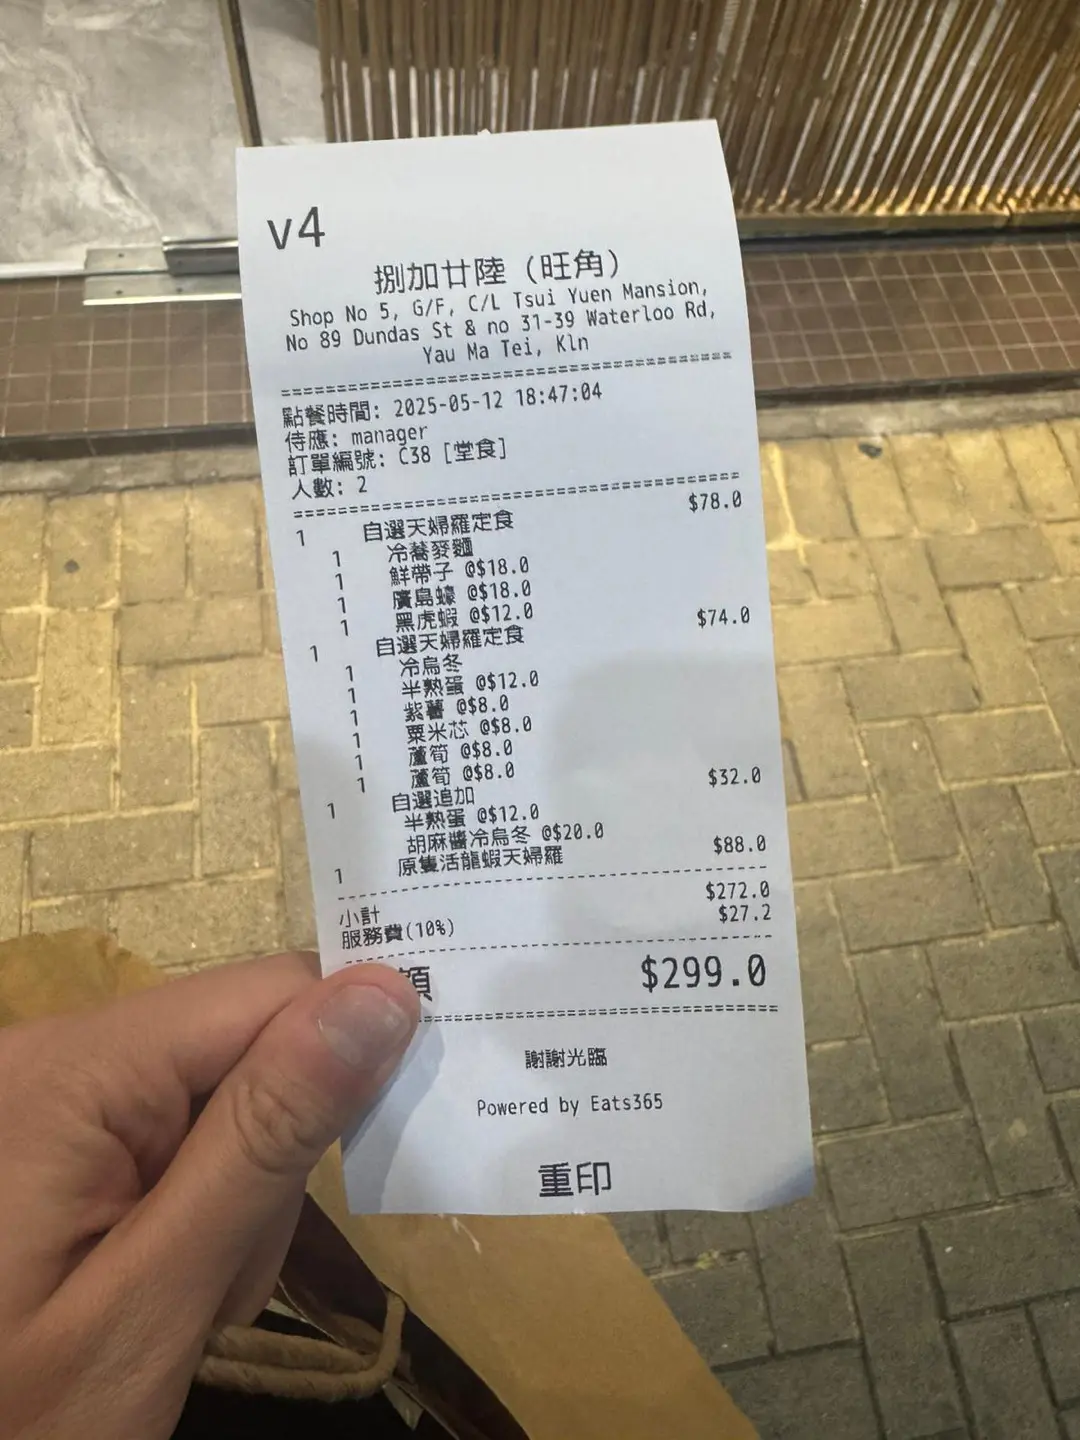 v4
捌加廿陸 (旺角)
Shop No 5, G/F, C/L Tsui Yuen Mansion,
No 89 Dundas St & no 31-39 Waterloo Rd,
Yau Ma Tei, Kln
點餐時間: 2025-05-12 18:47:04
侍應: manager
訂單編號: C38 [堂食]
人數: 2
1 自選天婦羅定食 $78.0
1 冷蕎麥麵
1 鮮帶子 @$18.0
1 廣島蠔 @$18.0
1 黑虎蝦 @$12.0
1 自選天婦羅定食 $74.0
1 冷烏冬
1 半熟蛋 @$12.0
1 紫薯 @$8.0
1 粟米芯 @$8.0
1 蘆筍 @$8.0
1 蘆筍 @$8.0
1 自選追加 $32.0
半熟蛋 @$12.0
胡麻醬冷烏冬 @$20.0
1 原隻活龍蝦天婦羅 $88.0
小計 $272.0
服務費(10%) $27.2
額 $299.0
謝謝光臨
Powered by Eats365
重印